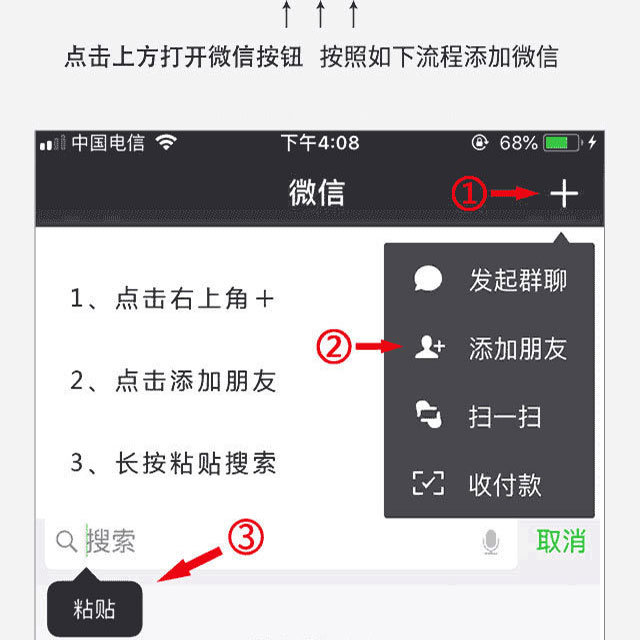 点击上方打开微信按钮 按照如下流程添加微信
中国电信 下午4:08 68%
微信
① +
发起群聊
1、点击右上角＋
② 添加朋友
2、点击添加朋友
扫一扫
3、长按粘贴搜索
收付款
搜索 ③ 取消
粘贴